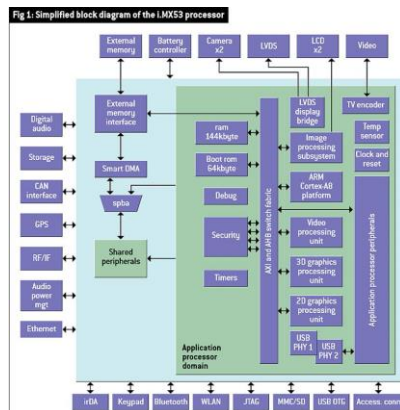 Fig 1: Simplified block diagram of the i.MX53 processor
External
memory
Battery
controller
Camera
x2
LVDS
LCD
x2
Video
Digital
audio
Storage
CAN
interface
GPS
RF/IF
Audio
power
mgt
Ethernet
External
memory
interface
Smart DMA
spba
Shared
peripherals
ram
144kbyte
Boot rom
64kbyte
Debug
Security
Timers
Application
processor
domain
AXI and AHB switch fabric
LVDS
display
bridge
Image
processing
subsystem
ARM
Cortex-A8
platform
Video
processing
unit
3D graphics
processing
unit
2D graphics
processing
unit
USB
PHY 1
USB
PHY 2
TV encoder
Temp
sensor
Clock and
reset
Application processor peripherals
irDA
Keypad
Bluetooth
WLAN
JTAG
MMC/SD
USB OTG
Access. conn